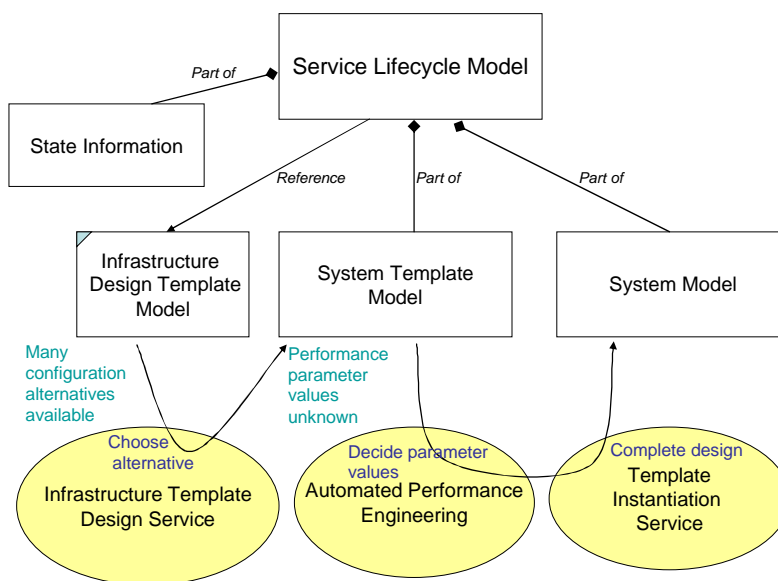 Service Lifecycle Model
Part of
State Information
Reference
Part of
Part of
Infrastructure
Design Template
Model
System Template
Model
System Model
Many
configuration
alternatives
available
Performance
parameter
values
unknown
Choose
alternative
Infrastructure Template
Design Service
Decide parameter
values
Automated Performance
Engineering
Complete design
Template
Instantiation
Service